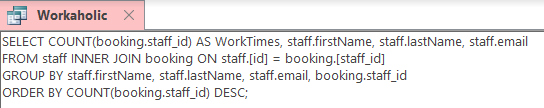 Workaholic
SELECT COUNT(booking.staff_id) AS WorkTimes, staff.firstName, staff.lastName, staff.email
FROM staff INNER JOIN booking ON staff.[id] = booking.[staff_id]
GROUP BY staff.firstName, staff.lastName, staff.email, booking.staff_id
ORDER BY COUNT(booking.staff_id) DESC;